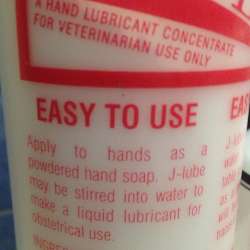 A HAND LUBRICANT CONCENTRATE
FOR VETERINARIAN USE ONLY
EASY TO USE
Apply to hands as a
powdered hand soap. J-lube
may be stirred into water to
make a liquid lubricant for
obstetrical use.
J-lube